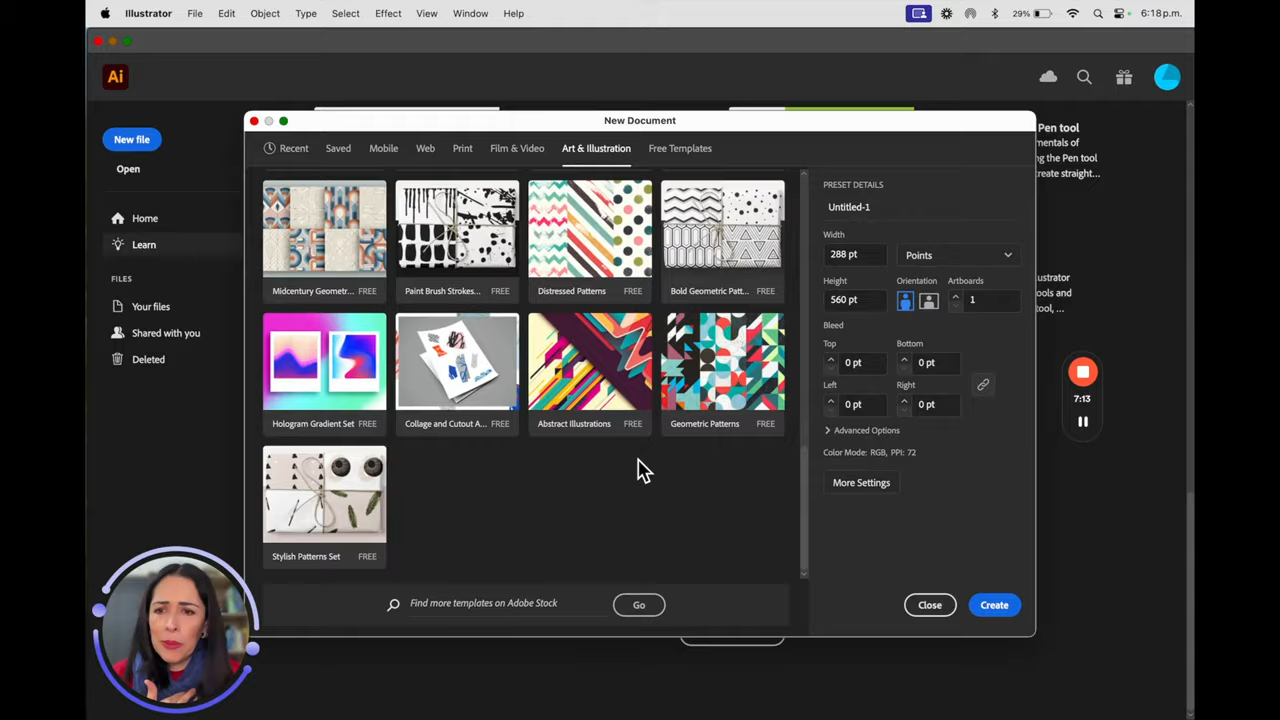 Illustrator File Edit Object Type Select Effect View Window Help 29% 6:18 p.m.
Ai
New Document
New file
Open
Home
Learn
FILES
Your files
Shared with you
Deleted
Recent Saved Mobile Web Print Film & Video Art & Illustration Free Templates
Midcentury Geometr... FREE
Paint Brush Strokes... FREE
Distressed Patterns FREE
Bold Geometric Patt... FREE
Hologram Gradient Set FREE
Collage and Cutout A... FREE
Abstract Illustrations FREE
Geometric Patterns FREE
Stylish Patterns Set FREE
Find more templates on Adobe Stock Go
PRESET DETAILS
Untitled-1
Width
288 pt Points
Height Orientation Artboards
560 pt 1
Bleed
Top Bottom
0 pt 0 pt
Left Right
0 pt 0 pt
Advanced Options
Color Mode: RGB, PPI: 72
More Settings
Close Create
Pen tool
mentals of
g the Pen tool
create straight...
ustrator
tools and
or, ...
7:13